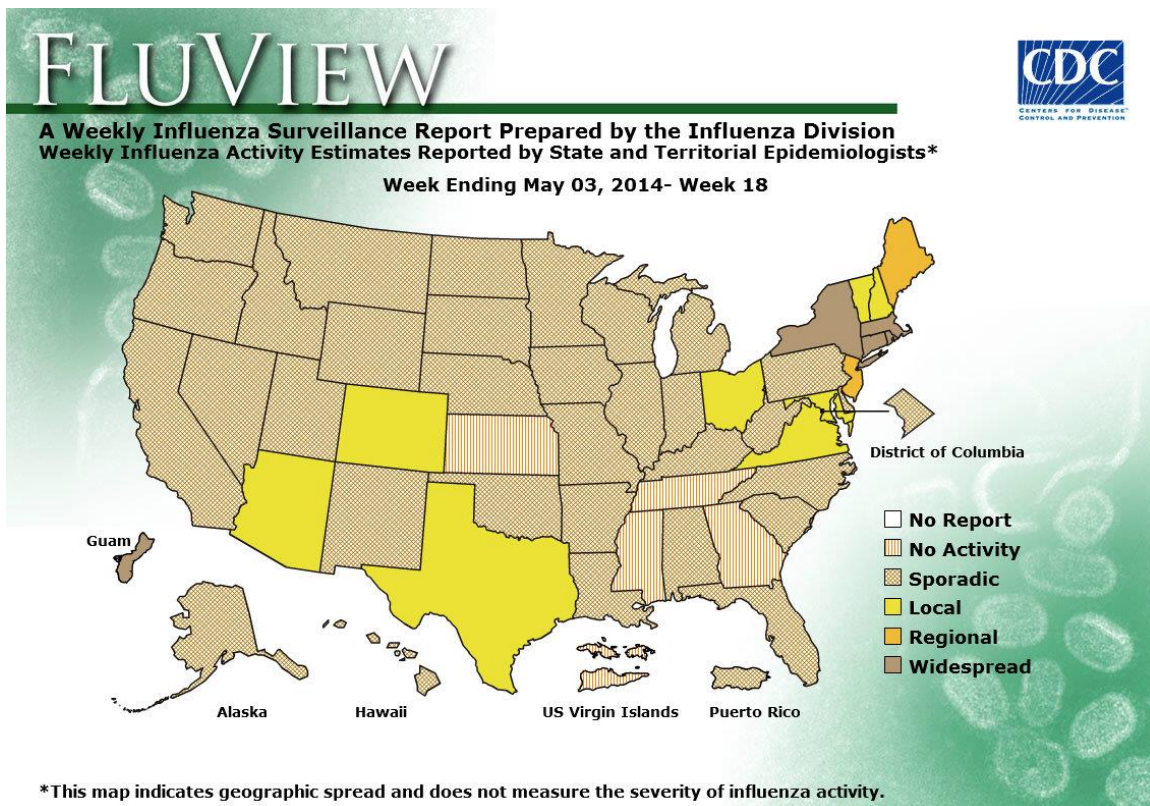 FLUVIEW
CDC
CENTERS FOR DISEASE
CONTROL AND PREVENTION
A Weekly Influenza Surveillance Report Prepared by the Influenza Division
Weekly Influenza Activity Estimates Reported by State and Territorial Epidemiologists*
Week Ending May 03, 2014- Week 18
District of Columbia
No Report
No Activity
Sporadic
Local
Regional
Widespread
Guam
Alaska
Hawaii
US Virgin Islands
Puerto Rico
*This map indicates geographic spread and does not measure the severity of influenza activity.